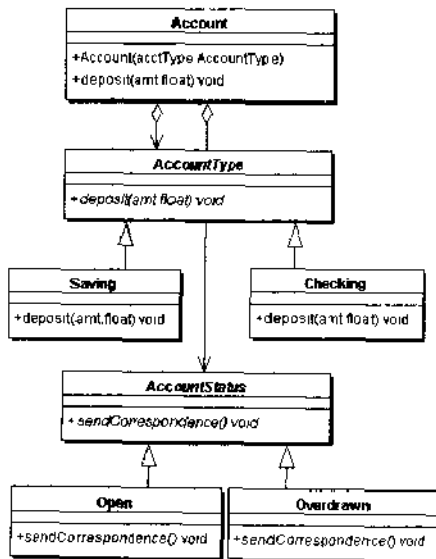 Account
+Account(acctType AccountType)
+deposit(amt float) void
AccountType
+deposit(amt float) void
Saving
+deposit(amt,float) void
Checking
+deposit(amt float) void
AccountStatus
+sendCorrespondence() void
Open
+sendCorrespondence() void
Overdrawn
+sendCorrespondence() void